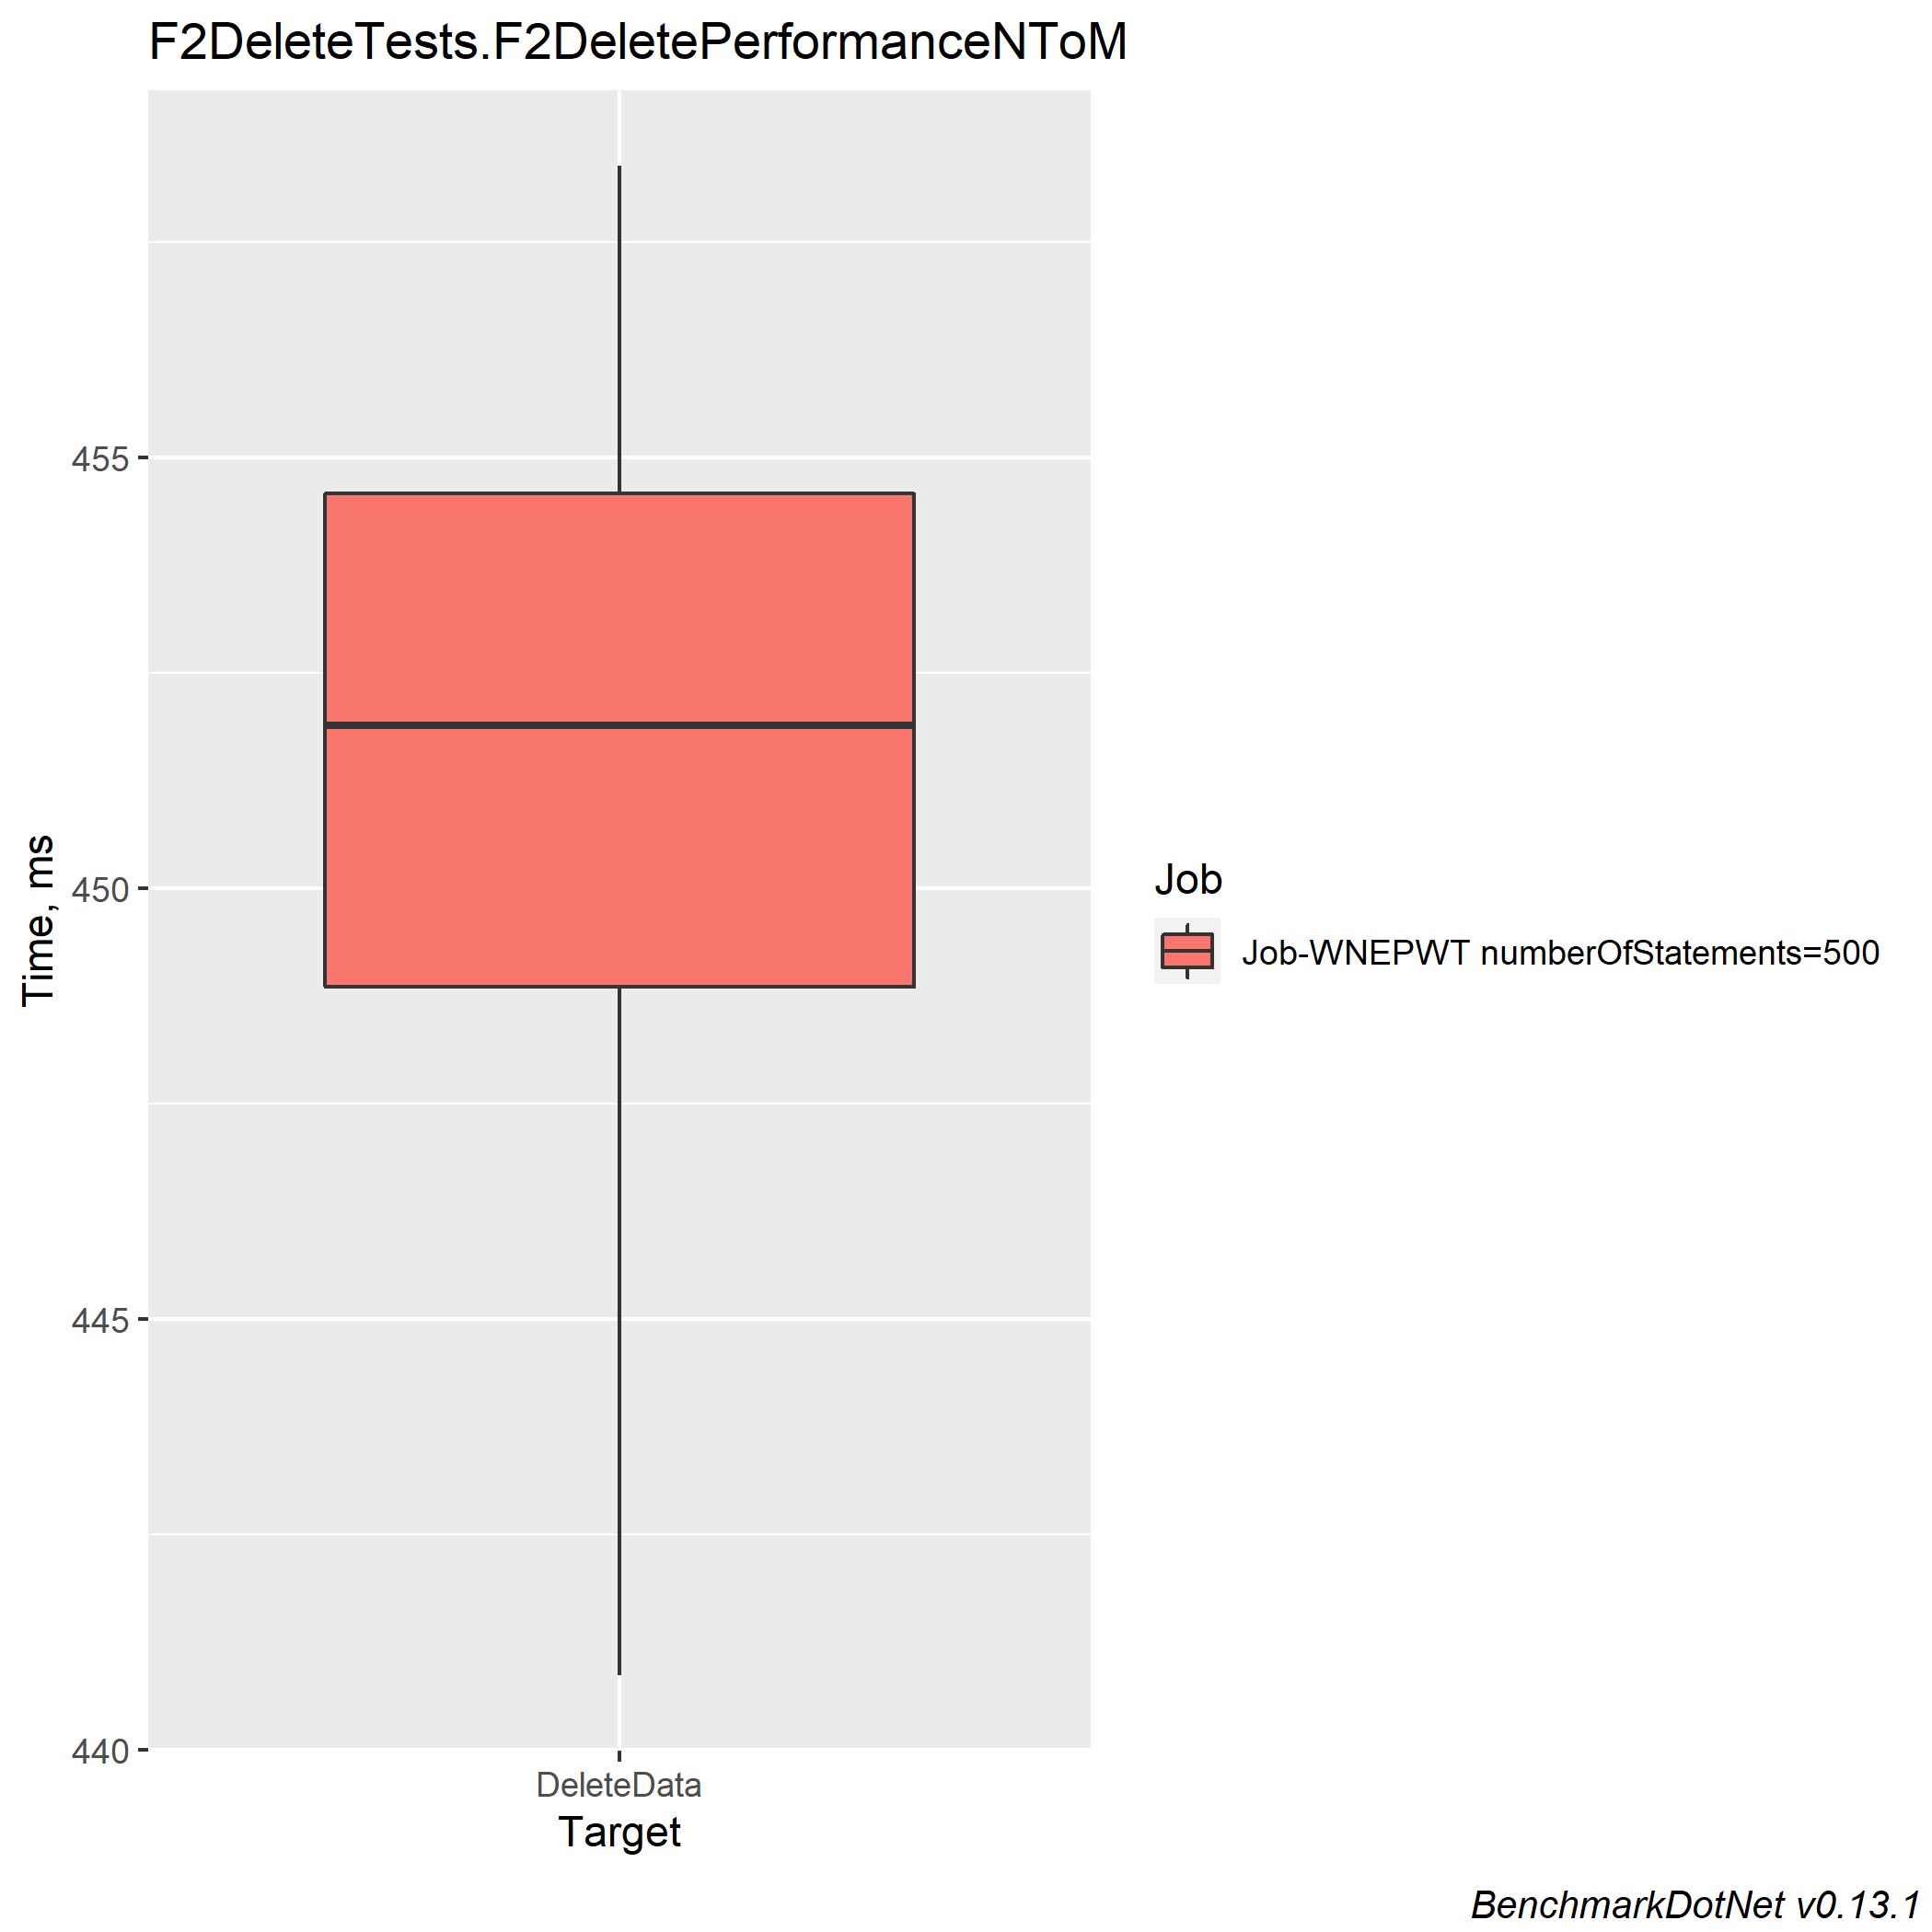 F2DeleteTests.F2DeletePerformanceNToM
Time, ms
455
450
445
440
DeleteData
Target
Job
Job-WNEPWT numberOfStatements=500
BenchmarkDotNet v0.13.1